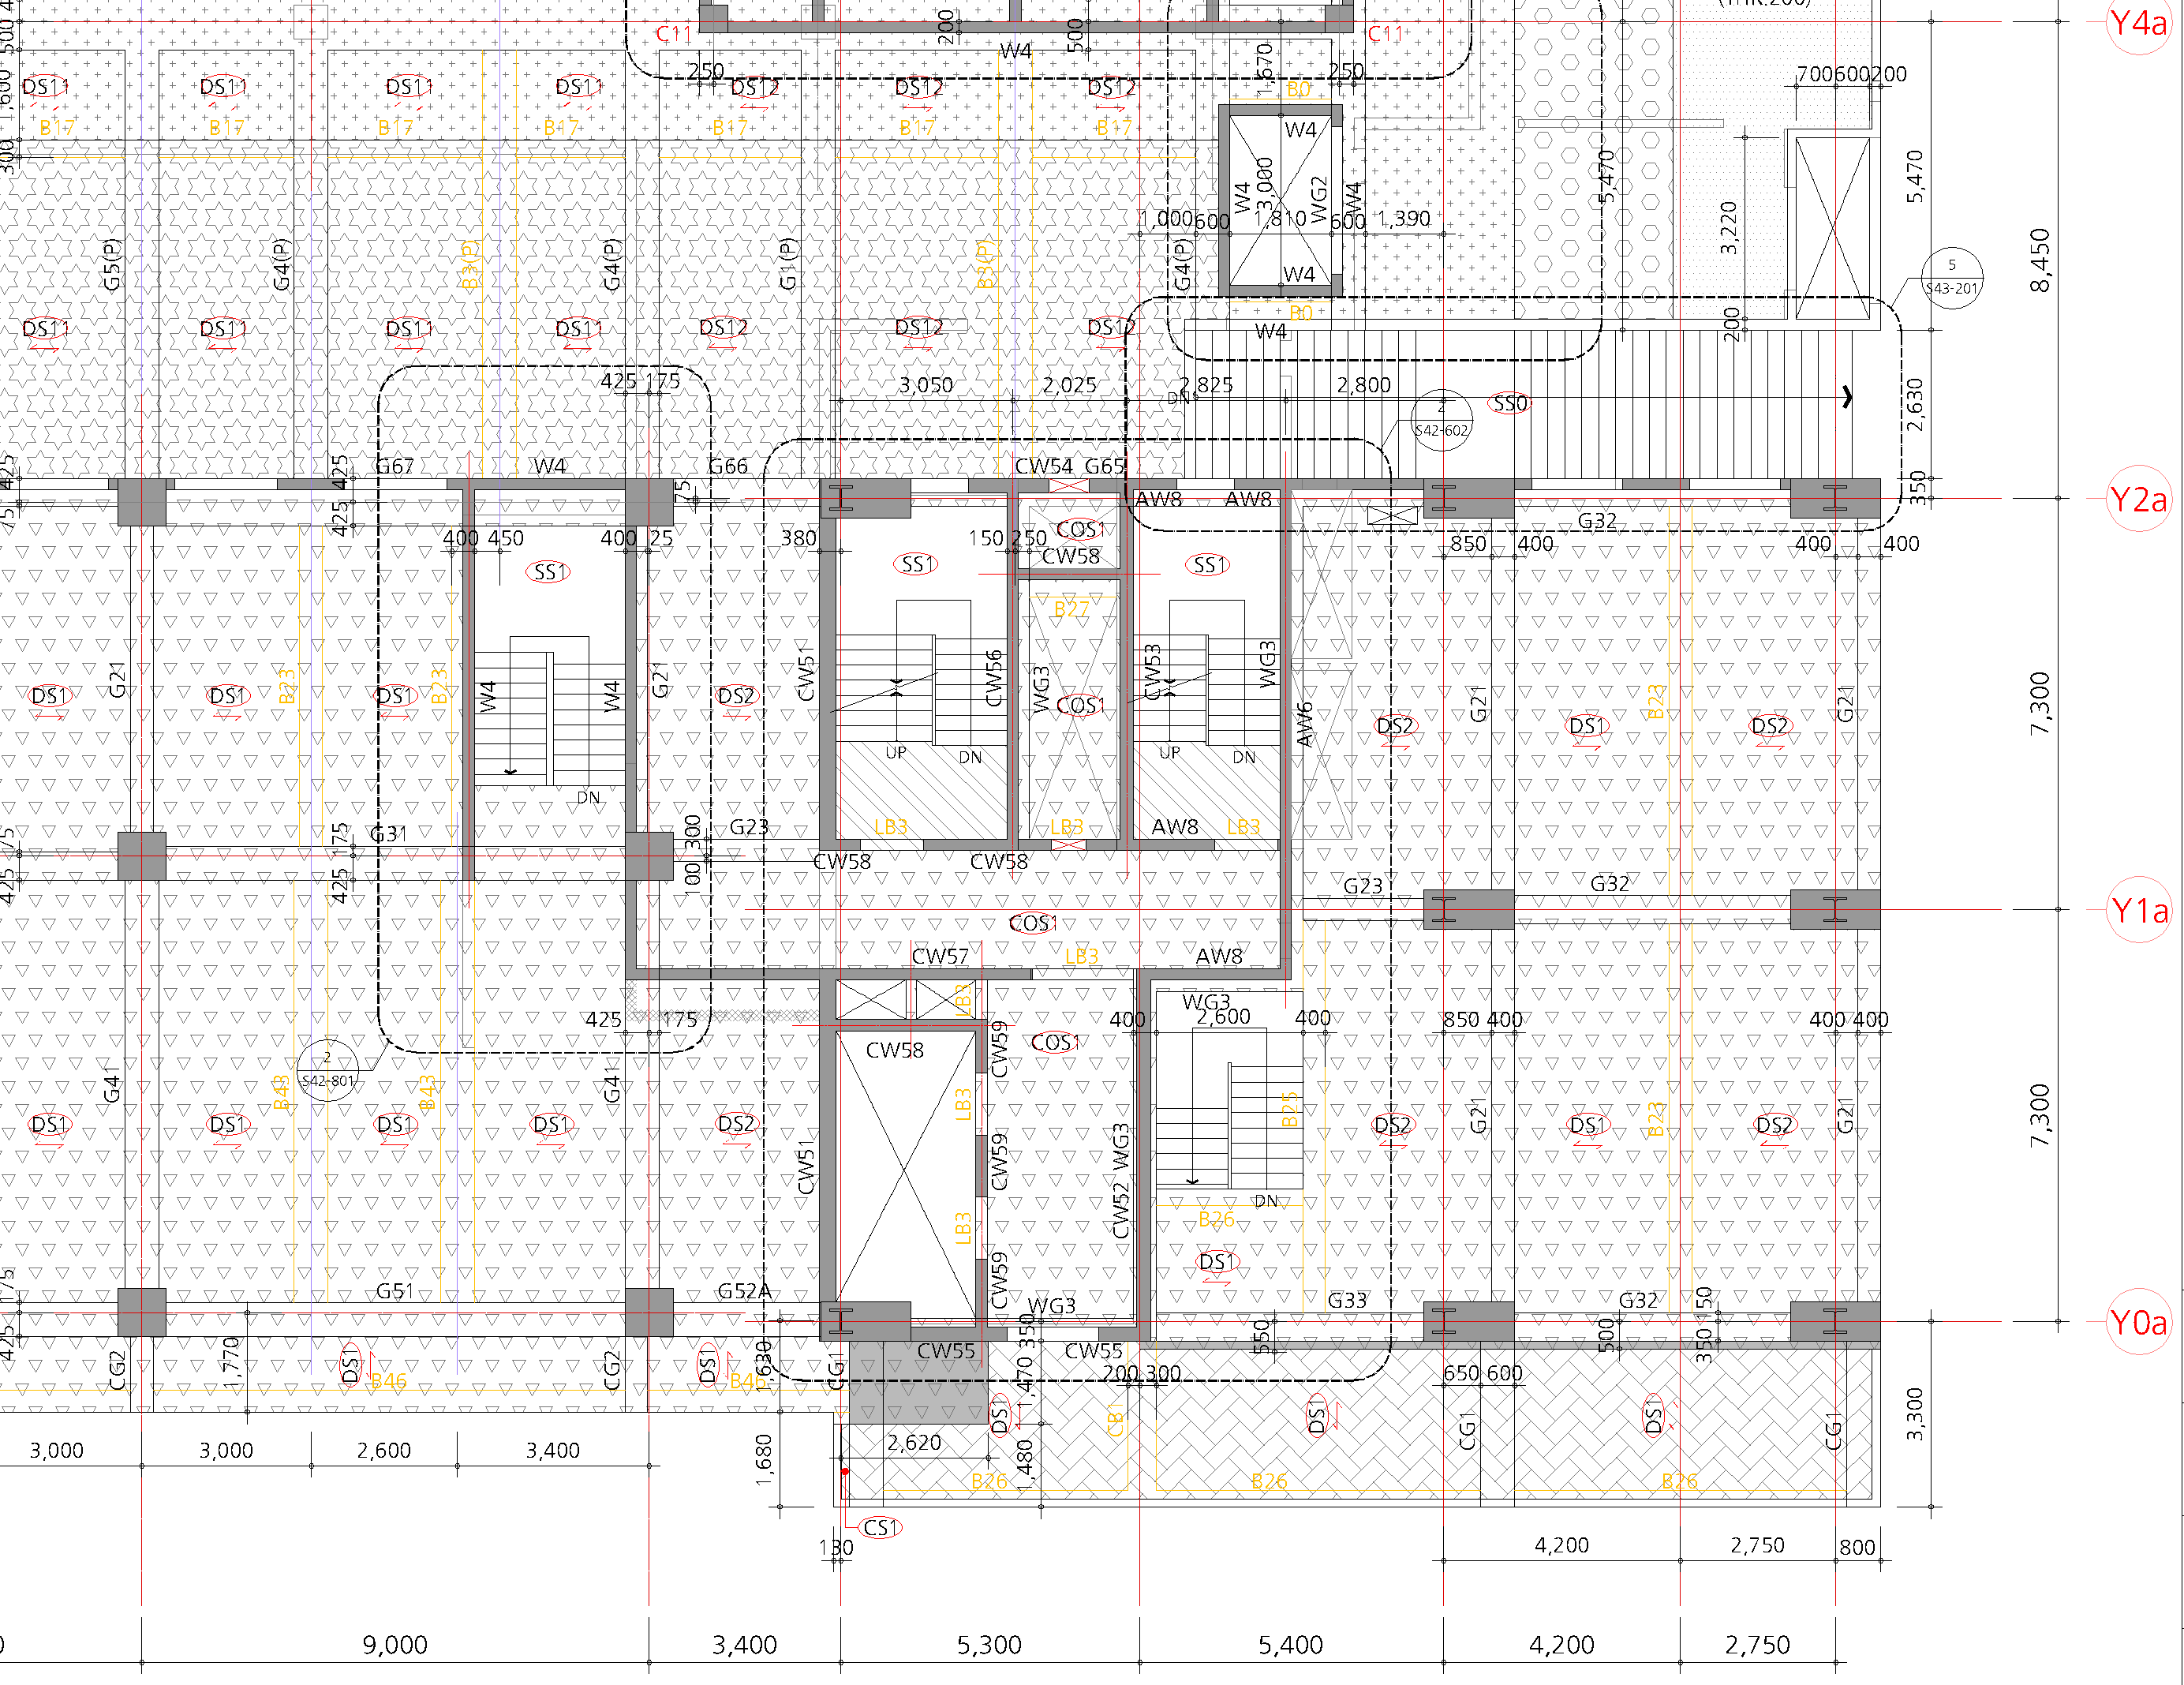 (THK.200)
Y4a
500
C11
200
500
W4
C11
250
1,670
250
700 600 200
DS11
DS11
DS11
DS11
DS12
DS12
DS12
B0
1,600
B17
B17
B17
B17
B17
B17
B17
W4
300
5,470
5,470
W4
3,000
WG2
W4
3,220
1,000 600 1,810 600 1,390
8,450
G5(P)
G4(P)
B3(P)
G4(P)
G1(P)
B3(P)
G4(P)
W4
5
S43-201
B0
DS11
DS11
DS11
DS11
DS12
DS12
DS12
W4
200
425 175
3,050
2,025
2,825
2,800
DN
SS0
2
S42-602
2,630
425
425
G67
W4
G66
CW54 G65
75
AW8
AW8
350
Y2a
75
425
G32
COS1
400 450
400 25
380
150 250
CW58
850 400
400 400
SS1
SS1
SS1
B27
G21
B23
DS1
DS1
DS1
B23
W4
W4
G21
DS2
CW51
CW56
WG3
COS1
CW53
WG3
AW6
DS2
G21
DS1
B23
DS2
G21
7,300
UP
DN
UP
DN
DN
75
425
175
425
G31
300
100
G23
LB3
LB3
AW8
LB3
CW58
CW58
G23
G32
Y1a
COS1
CW57
LB3
AW8
LB3
WG3
425 175
400
2,600
400
850 400
400 400
CW58
CW59
COS1
2
S42-801
G41
B43
B43
G41
DS1
DS1
DS1
DS1
DS2
CW51
LB3
CW59
CW52
WG3
B25
DS2
G21
DS1
B23
DS2
G21
7,300
DN
B26
LB3
DS1
CW59
175
425
G51
G52A
WG3
G33
G32
150
Y0a
350
550
500
350
CW55
CW55
CG2
1,770
DS1
B46
CG2
DS1
B46
1,630
CG1
1,470
200 300
650 600
DS1
CB1
DS1
CG1
DS1
CG1
3,300
3,000
3,000
2,600
3,400
1,680
2,620
1,480
B26
B26
B26
CS1
130
4,200
2,750
800
9,000
3,400
5,300
5,400
4,200
2,750